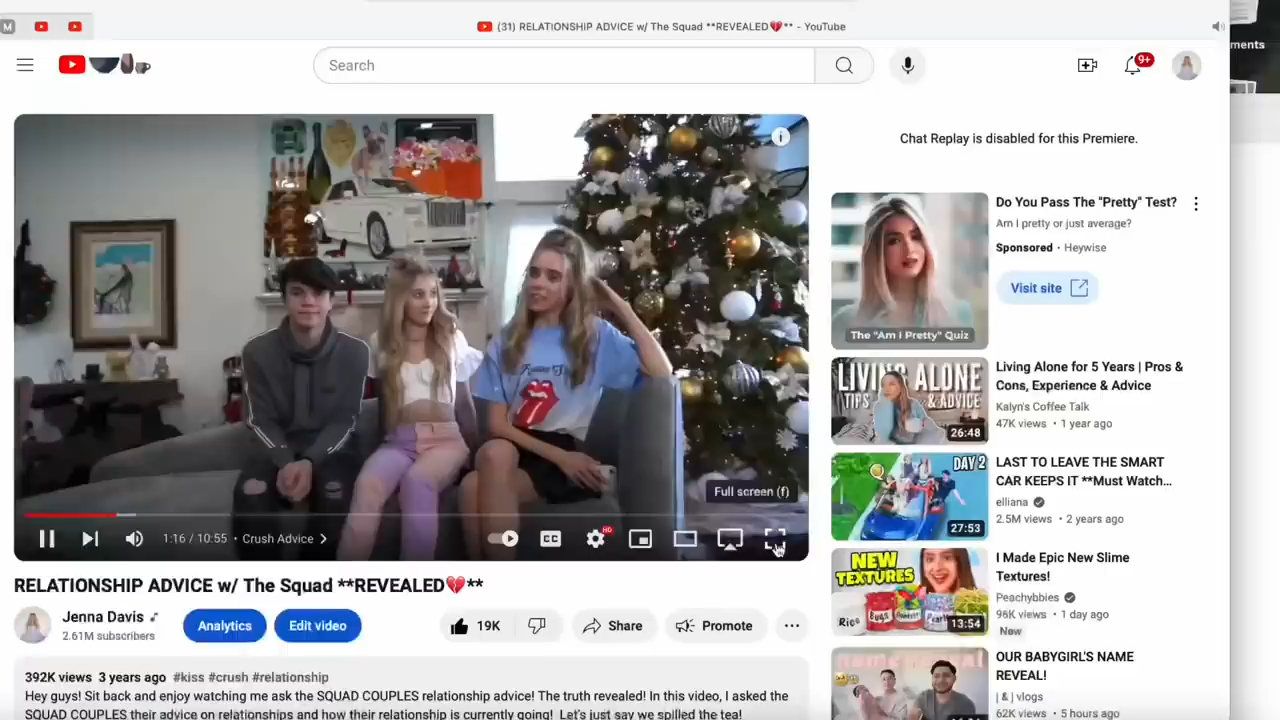 M
(31) RELATIONSHIP ADVICE w/ The Squad **REVEALED💔** - YouTube
ments
Search
9+
Chat Replay is disabled for this Premiere.
Do You Pass The "Pretty" Test?
Am I pretty or just average?
Sponsored · Heywise
Visit site
The "Am I Pretty" Quiz
LIVING ALONE
TIPS & ADVICE
26:48
Living Alone for 5 Years | Pros &
Cons, Experience & Advice
Kalyn's Coffee Talk
47K views · 1 year ago
DAY 2
27:53
LAST TO LEAVE THE SMART
CAR KEEPS IT **Must Watch...
elliana
2.5M views · 2 years ago
NEW
TEXTURES!
Rice
13:54
I Made Epic New Slime
Textures!
Peachybbies
96K views · 1 day ago
New
OUR BABYGIRL'S NAME
REVEAL!
| & | vlogs
62K views · 5 hours ago
Full screen (f)
1:16 / 10:55 · Crush Advice
CC
HD
RELATIONSHIP ADVICE w/ The Squad **REVEALED💔**
Jenna Davis
2.61M subscribers
Analytics
Edit video
19K
Share
Promote
392K views 3 years ago #kiss #crush #relationship
Hey guys! Sit back and enjoy watching me ask the SQUAD COUPLES relationship advice! The truth revealed! In this video, I asked the
SQUAD COUPLES their advice on relationships and how their relationship is currently going! Let's just say we spilled the tea!